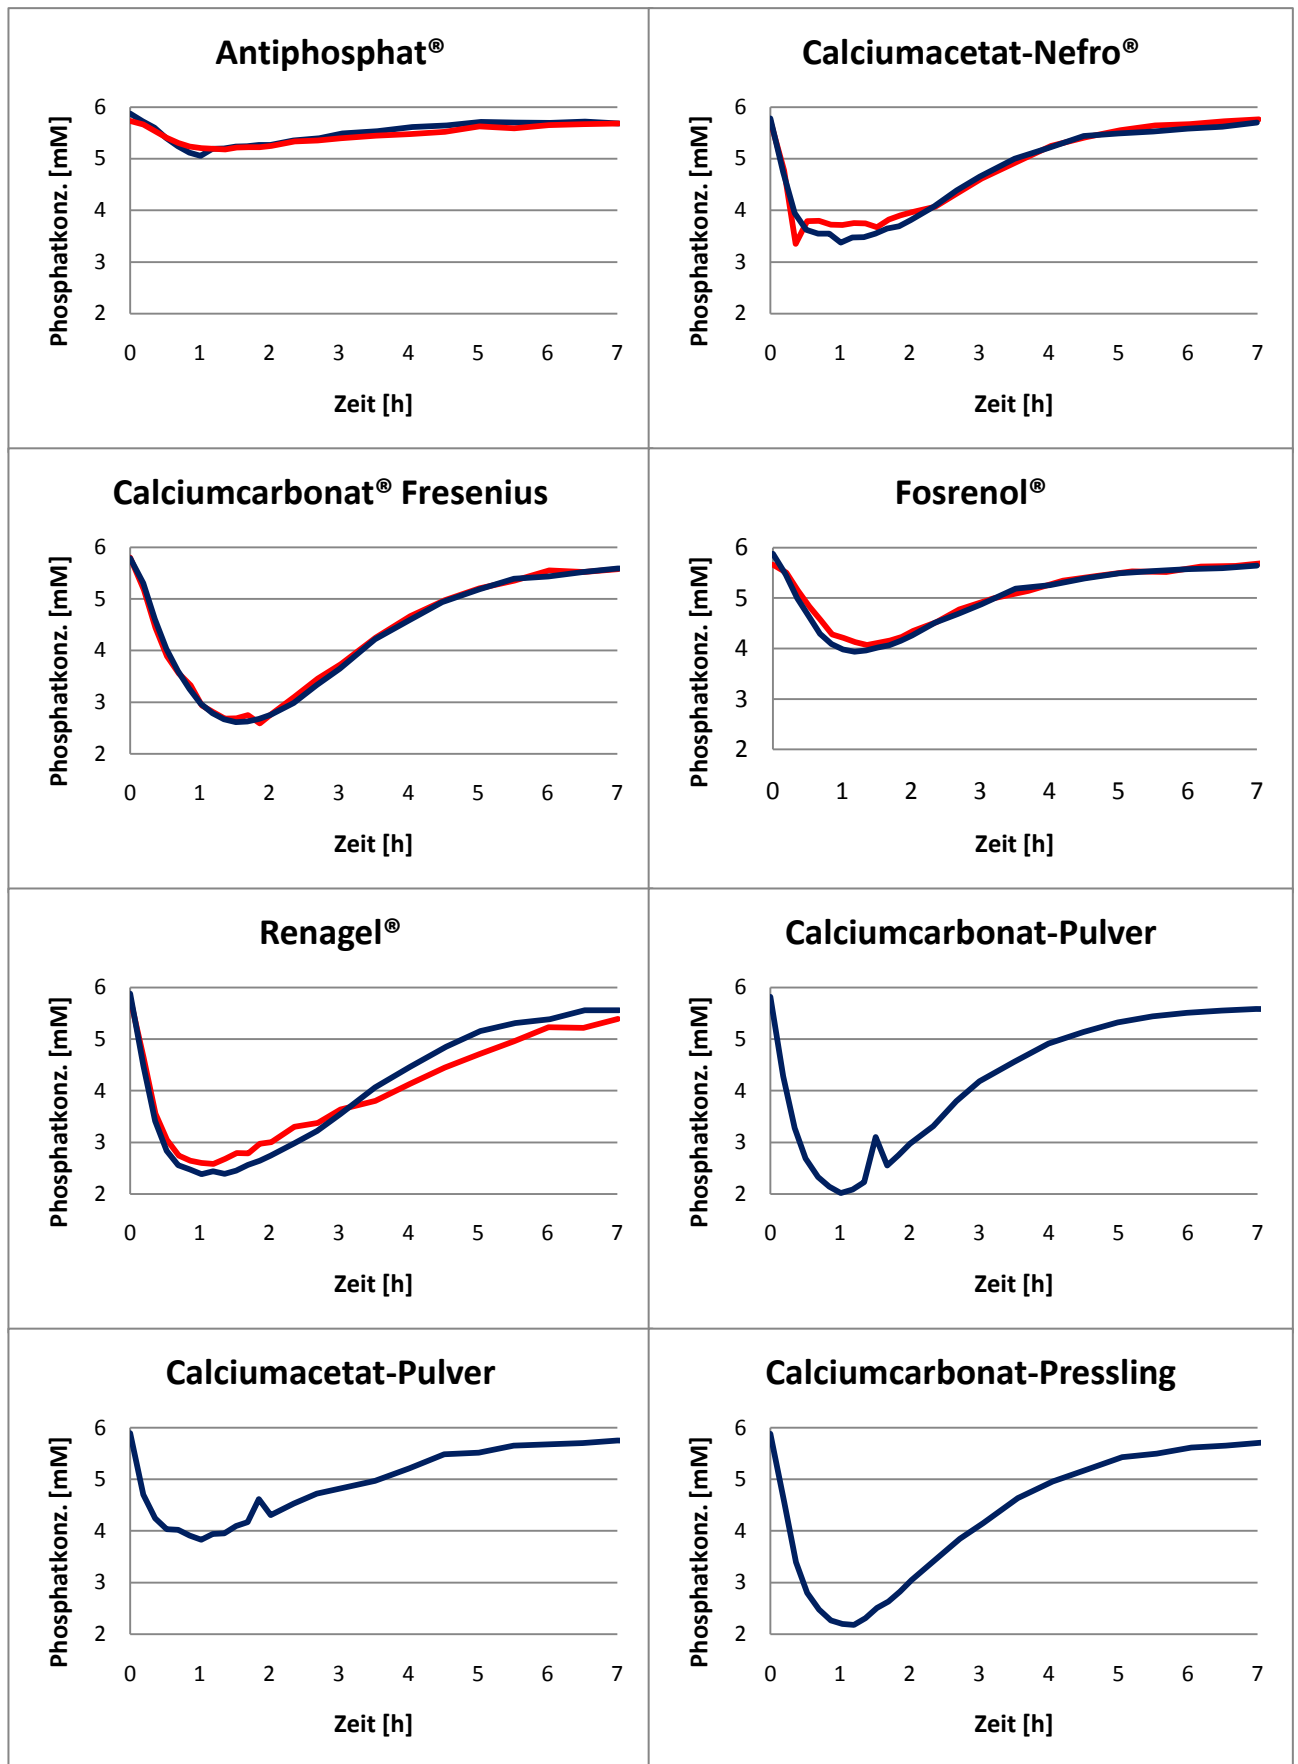 Antiphosphat®
Phosphatkonz. [mM]
6
5
4
3
2
0 1 2 3 4 5 6 7
Zeit [h]
Calciumacetat-Nefro®
Phosphatkonz. [mM]
6
5
4
3
2
0 1 2 3 4 5 6 7
Zeit [h]
Calciumcarbonat® Fresenius
Phosphatkonz. [mM]
6
5
4
3
2
0 1 2 3 4 5 6 7
Zeit [h]
Fosrenol®
Phosphatkonz. [mM]
6
5
4
3
2
0 1 2 3 4 5 6 7
Zeit [h]
Renagel®
Phosphatkonz. [mM]
6
5
4
3
2
0 1 2 3 4 5 6 7
Zeit [h]
Calciumcarbonat-Pulver
Phosphatkonz. [mM]
6
5
4
3
2
0 1 2 3 4 5 6 7
Zeit [h]
Calciumacetat-Pulver
Phosphatkonz. [mM]
6
5
4
3
2
0 1 2 3 4 5 6 7
Zeit [h]
Calciumcarbonat-Pressling
Phosphatkonz. [mM]
6
5
4
3
2
0 1 2 3 4 5 6 7
Zeit [h]